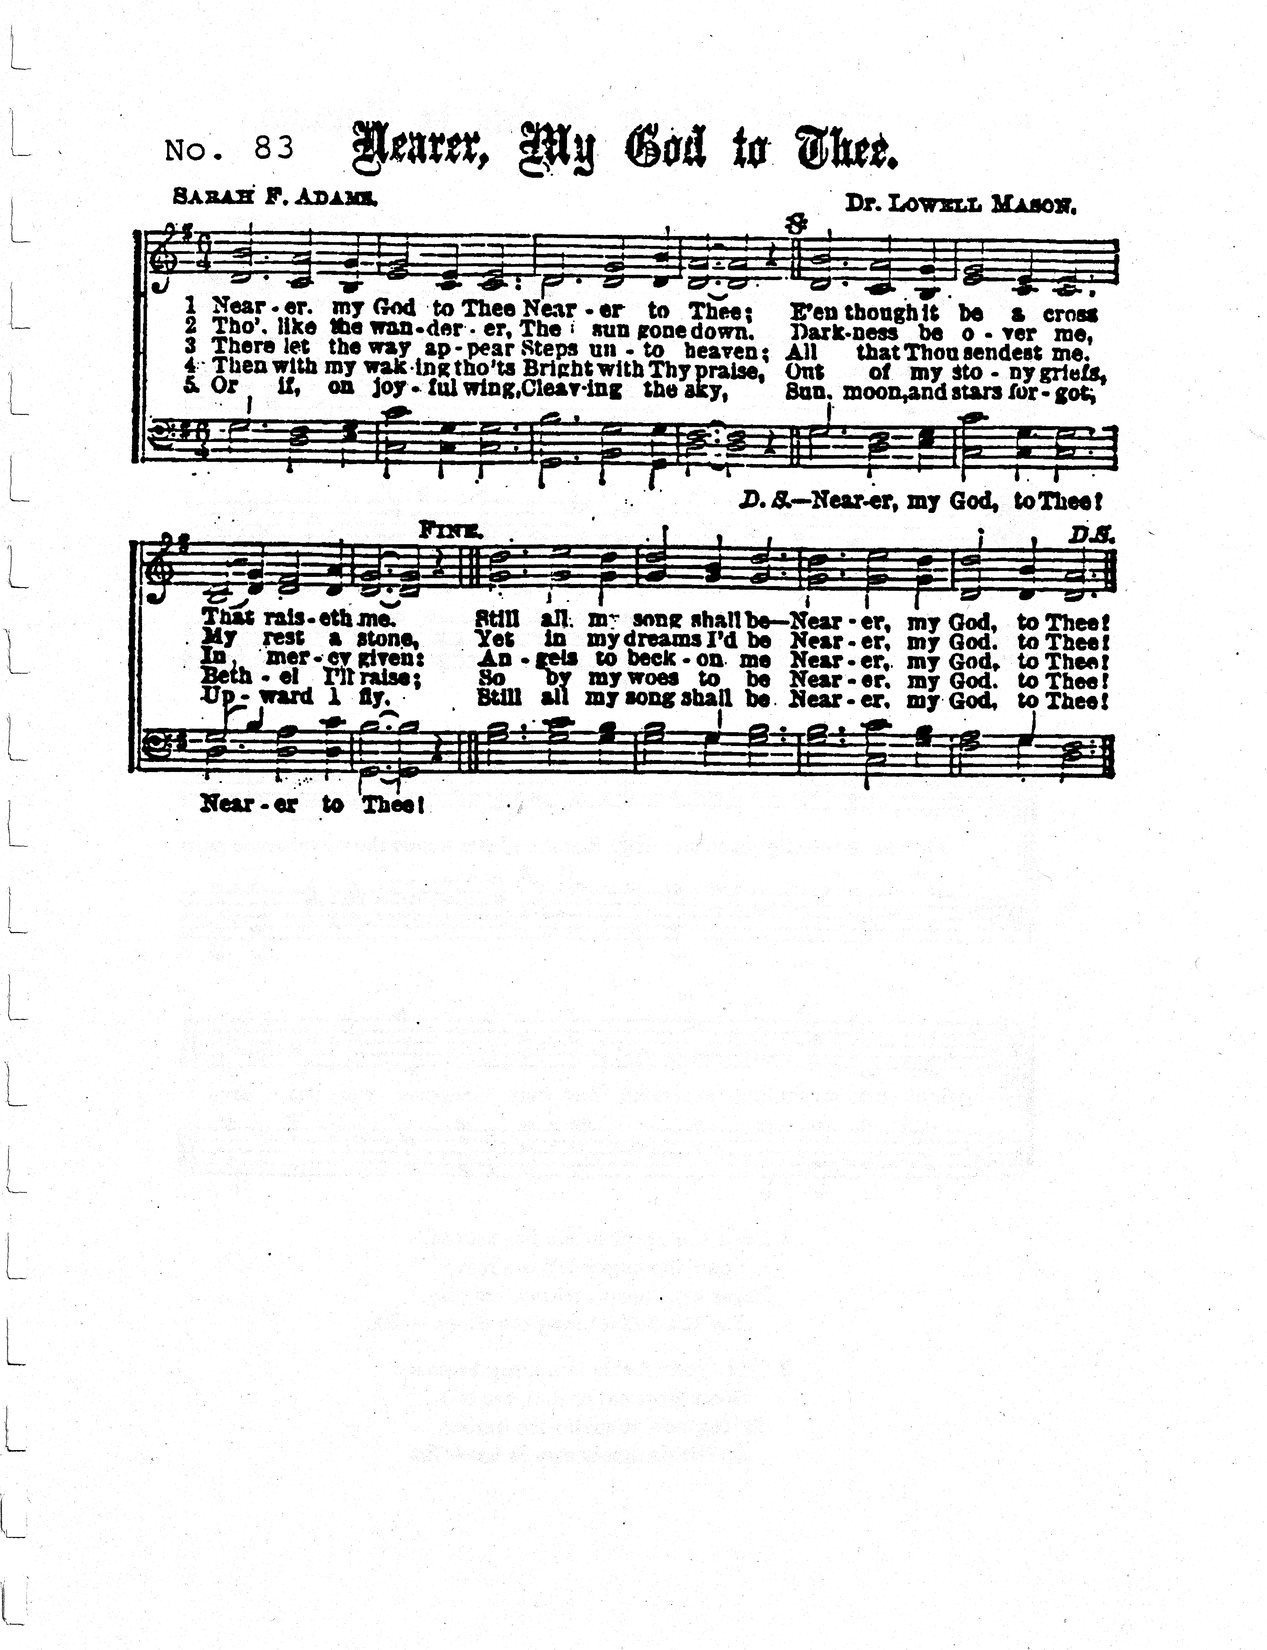 No. 83 Nearer, My God to Thee.
SARAH F. ADAMS. Dr. LOWELL MASON.
1 Near-er. my God to Thee Near-er to Thee; E'en though it be a cross
2 Tho'. like the wan-der-er, The sun gone down. Dark-ness be o-ver me,
3 There let the way ap-pear Steps un-to heaven; All that Thou sendest me.
4 Then with my wak-ing tho'ts Bright with Thy praise, Out of my sto-ny griefs,
5. Or if, on joy-ful wing, Cleav-ing the sky, Sun. moon, and stars for-got;
D. S.—Near-er, my God, to Thee!
FINE. D.S.
That rais-eth me. Still all. my song shall be—Near-er, my God, to Thee!
My rest a stone, Yet in my dreams I'd be Near-er, my God. to Thee!
In, mer-cy given: An-gels to beck-on me Near-er, my God, to Thee!
Beth-el I'll raise; So by my woes to be Near-er. my God. to Thee!
Up-ward I fly. Still all my song shall be Near-er. my God, to Thee!
Near-er to Thee!